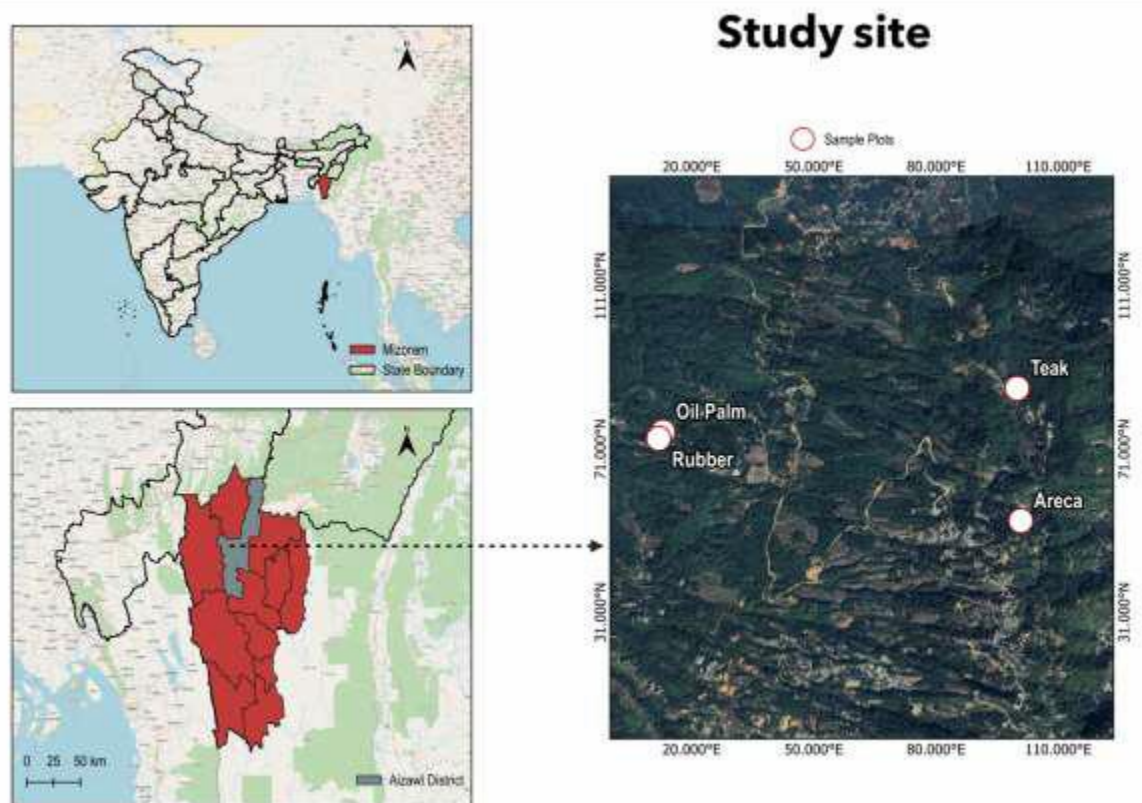 Study site
N
Mizoram
State Boundary
N
0 25 50 km
Aizawl District
Sample Plots
20.000°E 50.000°E 80.000°E 110.000°E
111.000°N
111.000°N
Teak
Oil Palm
71.000°N
71.000°N
Rubber
Areca
31.000°N
31.000°N
20.000°E 50.000°E 80.000°E 110.000°E